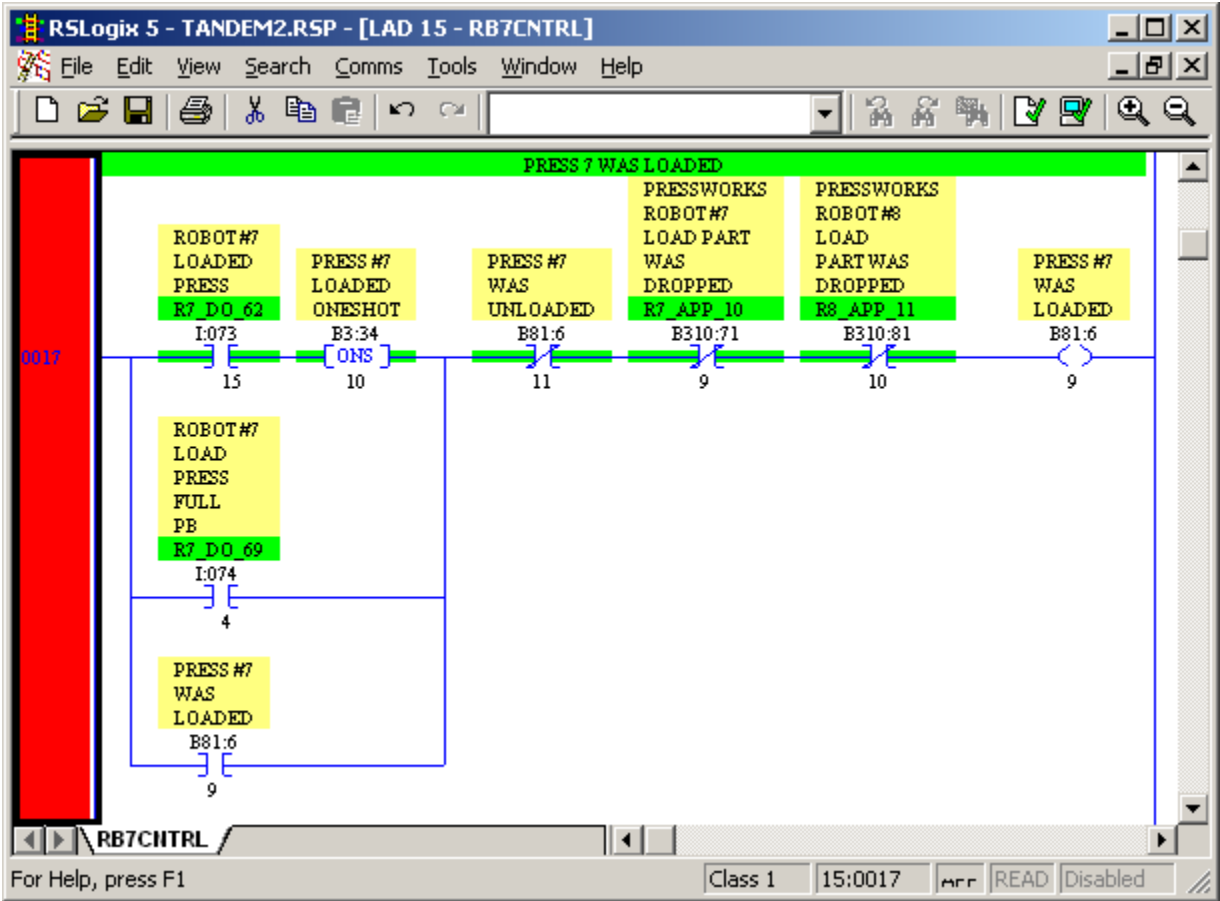 RSLogix 5 - TANDEM2.RSP - [LAD 15 - RB7CNTRL]
File Edit View Search Comms Tools Window Help
PRESS 7 WAS LOADED
ROBOT#7
LOADED
PRESS
R7_DO_62
I:073
15
PRESS #7
LOADED
ONESHOT
B3:34
ONS
10
PRESS #7
WAS
UNLOADED
B81:6
11
PRESSWORKS
ROBOT#7
LOAD PART
WAS
DROPPED
R7_APP_10
B310:71
9
PRESSWORKS
ROBOT#8
LOAD
PART WAS
DROPPED
R8_APP_11
B310:81
10
PRESS #7
WAS
LOADED
B81:6
9
0017
ROBOT#7
LOAD
PRESS
FULL
PB
R7_DO_69
I:074
4
PRESS #7
WAS
LOADED
B81:6
9
RB7CNTRL
For Help, press F1
Class 1
15:0017
READ
Disabled